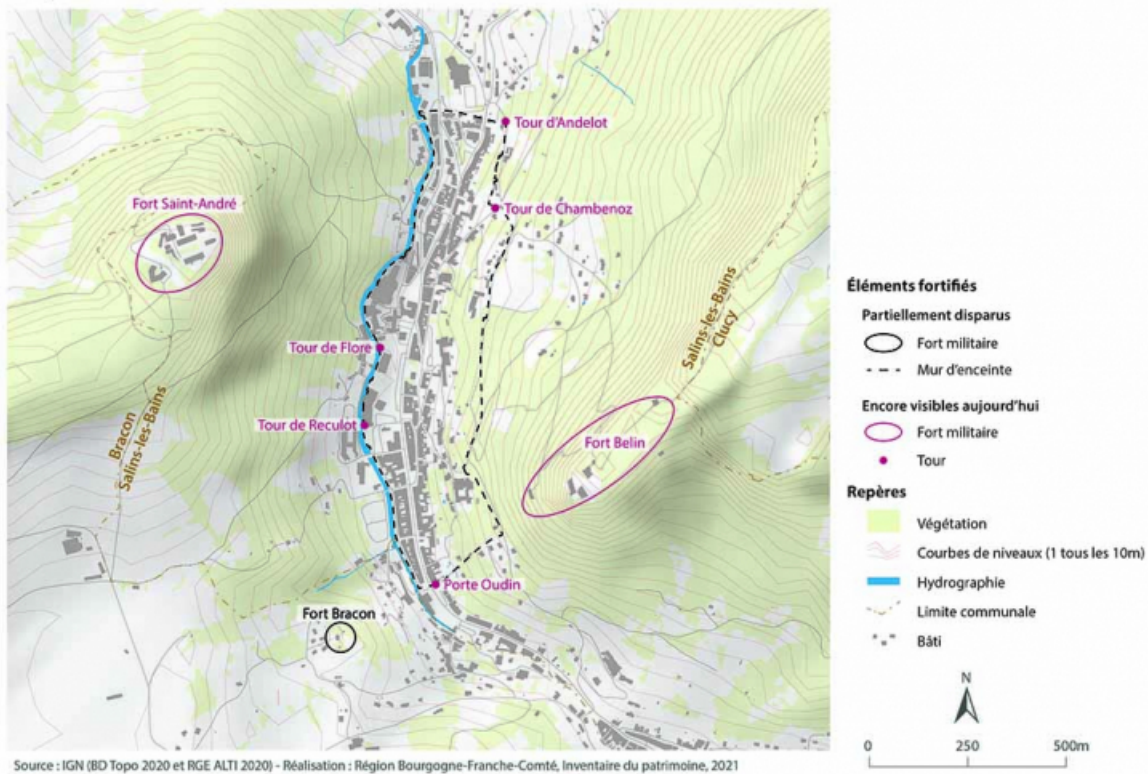 Tour d'Andelot
Fort Saint-André
Tour de Chambenoz
Salins-les-Bains
Clucy
Tour de Flore
Bracon
Salins-les-Bains
Tour de Reculot
Fort Belin
Porte Oudin
Fort Bracon
Éléments fortifiés
Partiellement disparus
Fort militaire
Mur d'enceinte
Encore visibles aujourd'hui
Fort militaire
Tour
Repères
Végétation
Courbes de niveaux (1 tous les 10m)
Hydrographie
Limite communale
Bâti
N
0 250 500m
Source : IGN (BD Topo 2020 et RGE ALTI 2020) - Réalisation : Région Bourgogne-Franche-Comté, Inventaire du patrimoine, 2021